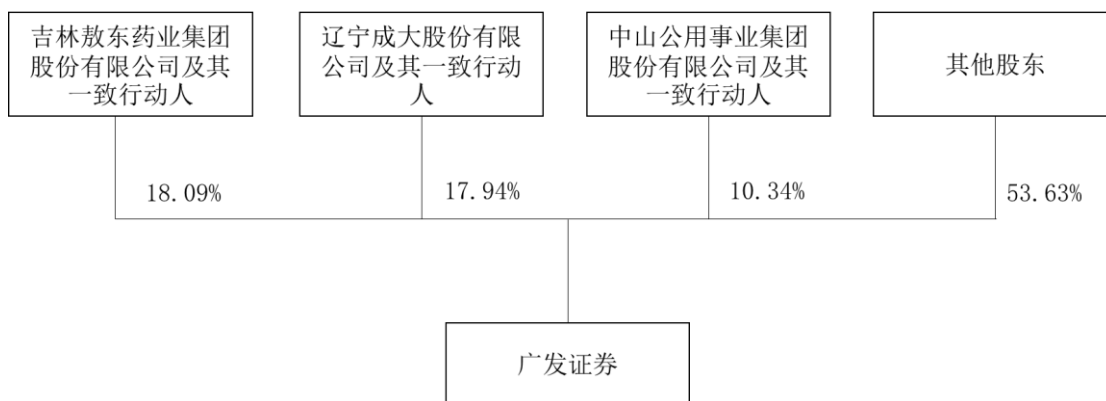 吉林敖东药业集团
股份有限公司及其
一致行动人
辽宁成大股份有限
公司及其一致行动
人
中山公用事业集团
股份有限公司及其
一致行动人
其他股东
18.09%
17.94%
10.34%
53.63%
广发证券